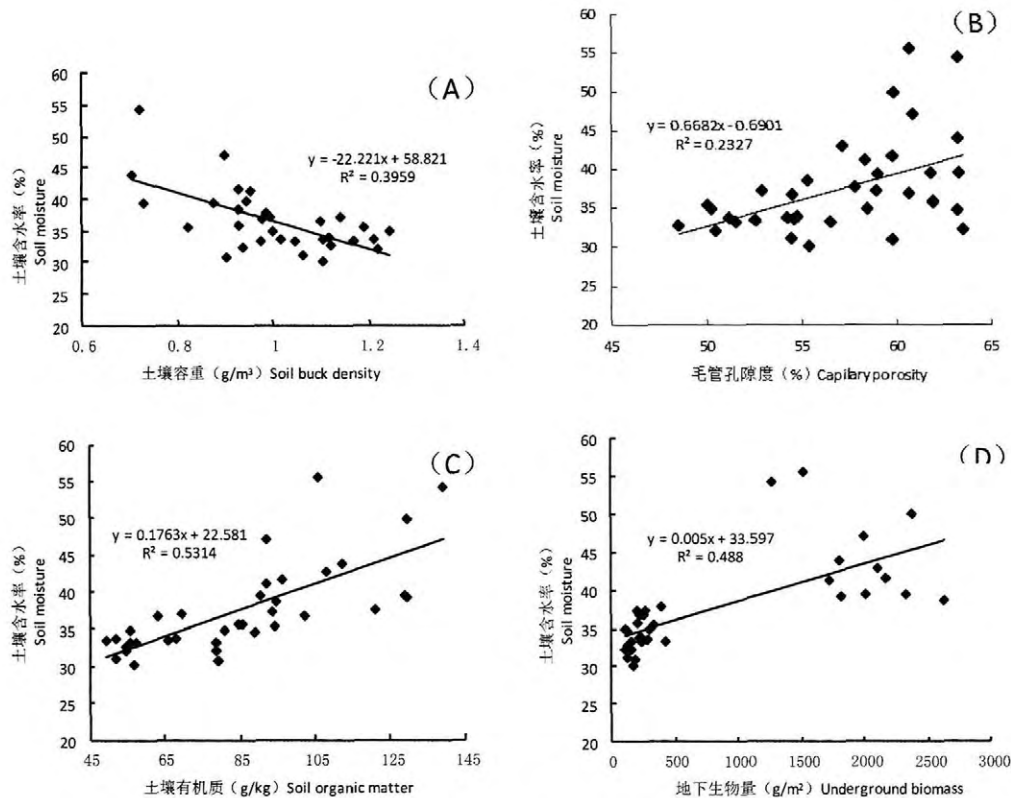 (A)
60
55
50
45
40
35
30
25
20
土壤含水率(%)
Soil moisture
y = -22.221x + 58.821
R² = 0.3959
0.6 0.8 1 1.2 1.4
土壤容重(g/m³) Soil buck density
(B)
60
55
50
45
40
35
30
25
20
土壤含水率(%)
Soil moisture
y = 0.6682x - 0.6901
R² = 0.2327
45 50 55 60 65
毛管孔隙度(%) Capilary porosity
(C)
60
55
50
45
40
35
30
25
20
土壤含水率(%)
Soil moisture
y = 0.1763x + 22.581
R² = 0.5314
45 65 85 105 125 145
土壤有机质(g/kg) Soil organic matter
(D)
60
55
50
45
40
35
30
25
20
土壤含水率(%)
Soil moisture
y = 0.005x + 33.597
R² = 0.488
0 500 1000 1500 2000 2500 3000
地下生物量(g/m²) Underground biomass